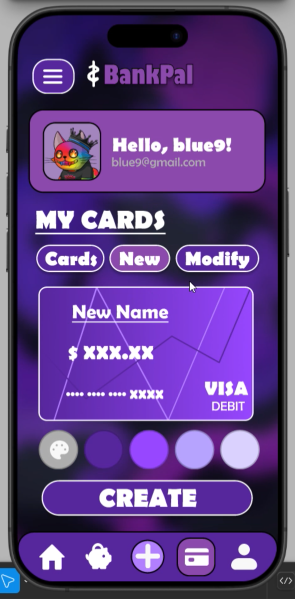 BankPal
Hello, blue9!
blue9@gmail.com
MY CARDS
Cards New Modify
New Name
$ XXX.XX
•••• •••• •••• XXXX
VISA
DEBIT
CREATE